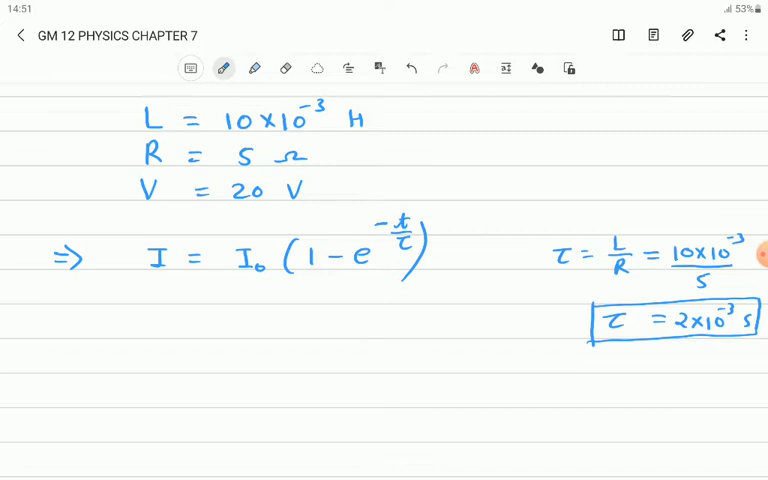 14:51 53%
GM 12 PHYSICS CHAPTER 7
L = 10×10⁻³ H
R = 5 Ω
V = 20 V
⇒ I = I₀ (1 − e^(−t/τ))
τ = L/R = 10×10⁻³/5
τ = 2×10⁻³ s